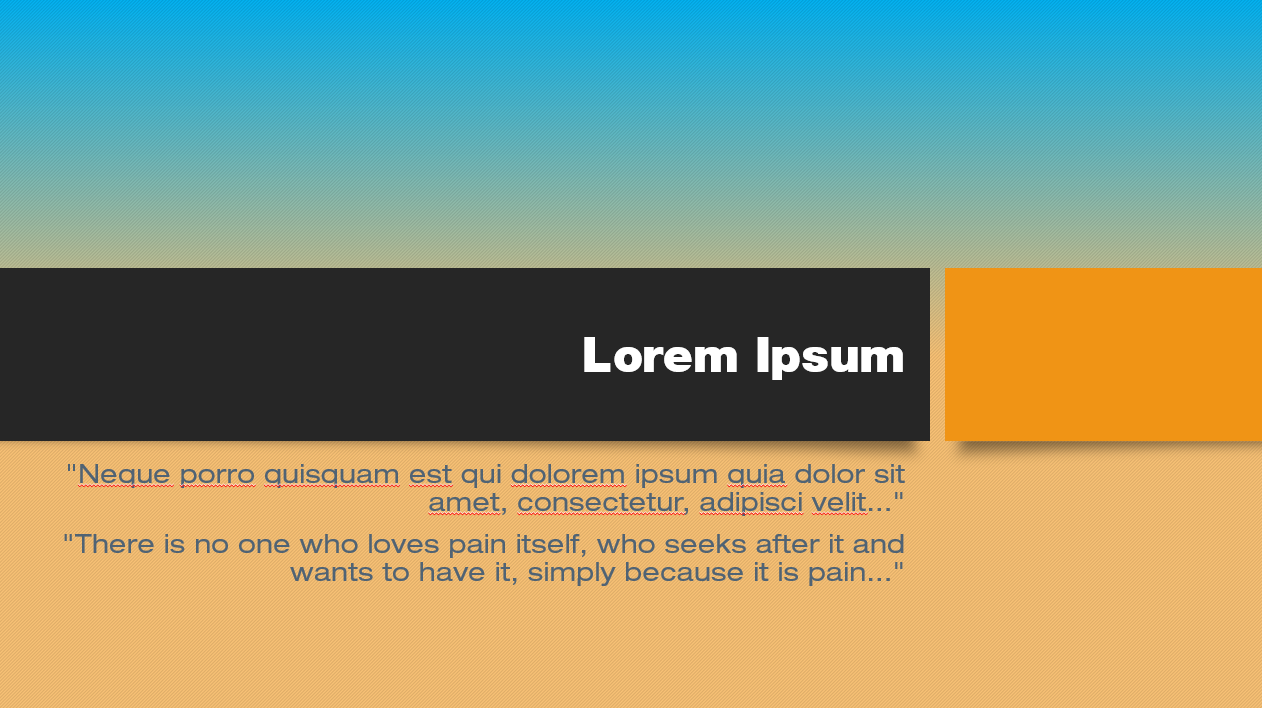 Lorem Ipsum
"Neque porro quisquam est qui dolorem ipsum quia dolor sit
amet, consectetur, adipisci velit..."
"There is no one who loves pain itself, who seeks after it and
wants to have it, simply because it is pain..."